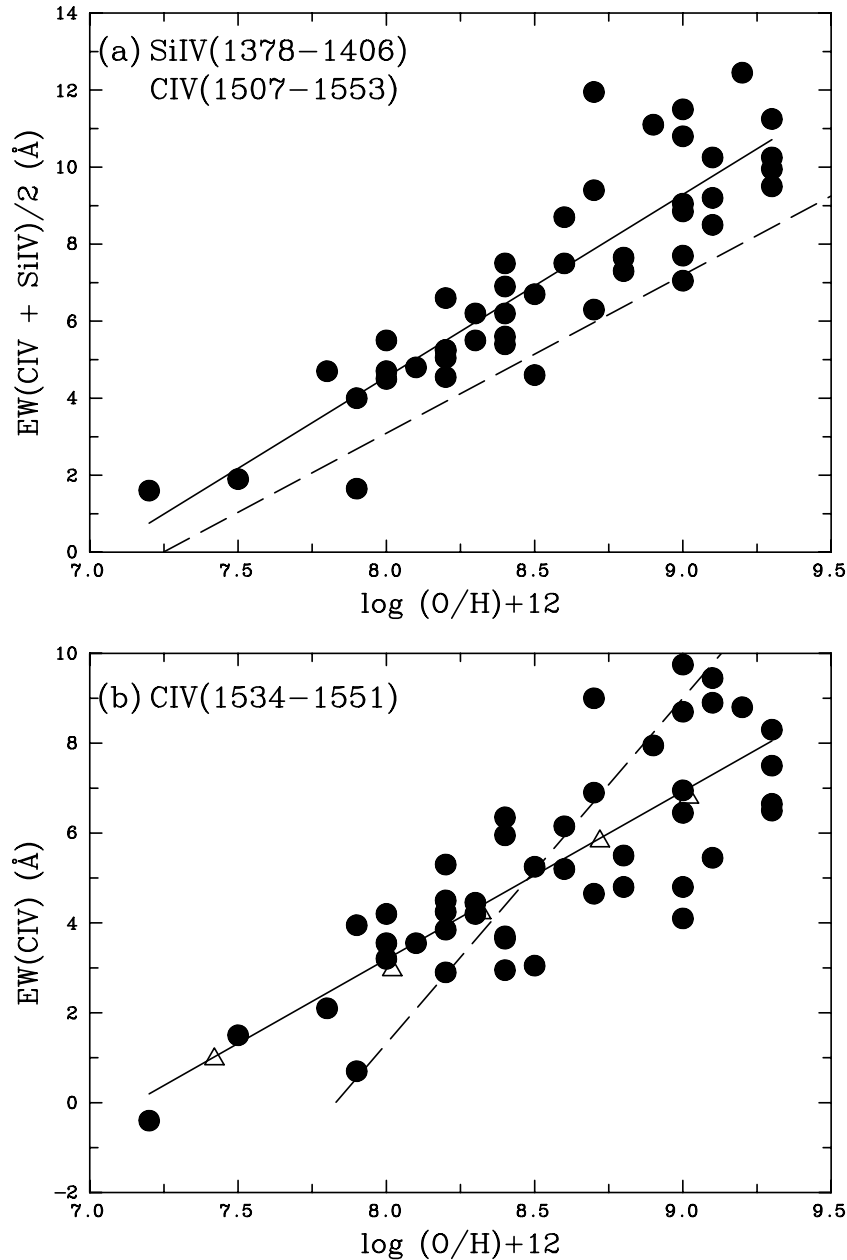 (a) SiIV(1378−1406)
CIV(1507−1553)
EW(CIV + SiIV)/2 (Å)
14
12
10
8
6
4
2
0
7.0 7.5 8.0 8.5 9.0 9.5
log (O/H)+12
(b) CIV(1534−1551)
EW(CIV) (Å)
10
8
6
4
2
0
−2
7.0 7.5 8.0 8.5 9.0 9.5
log (O/H)+12